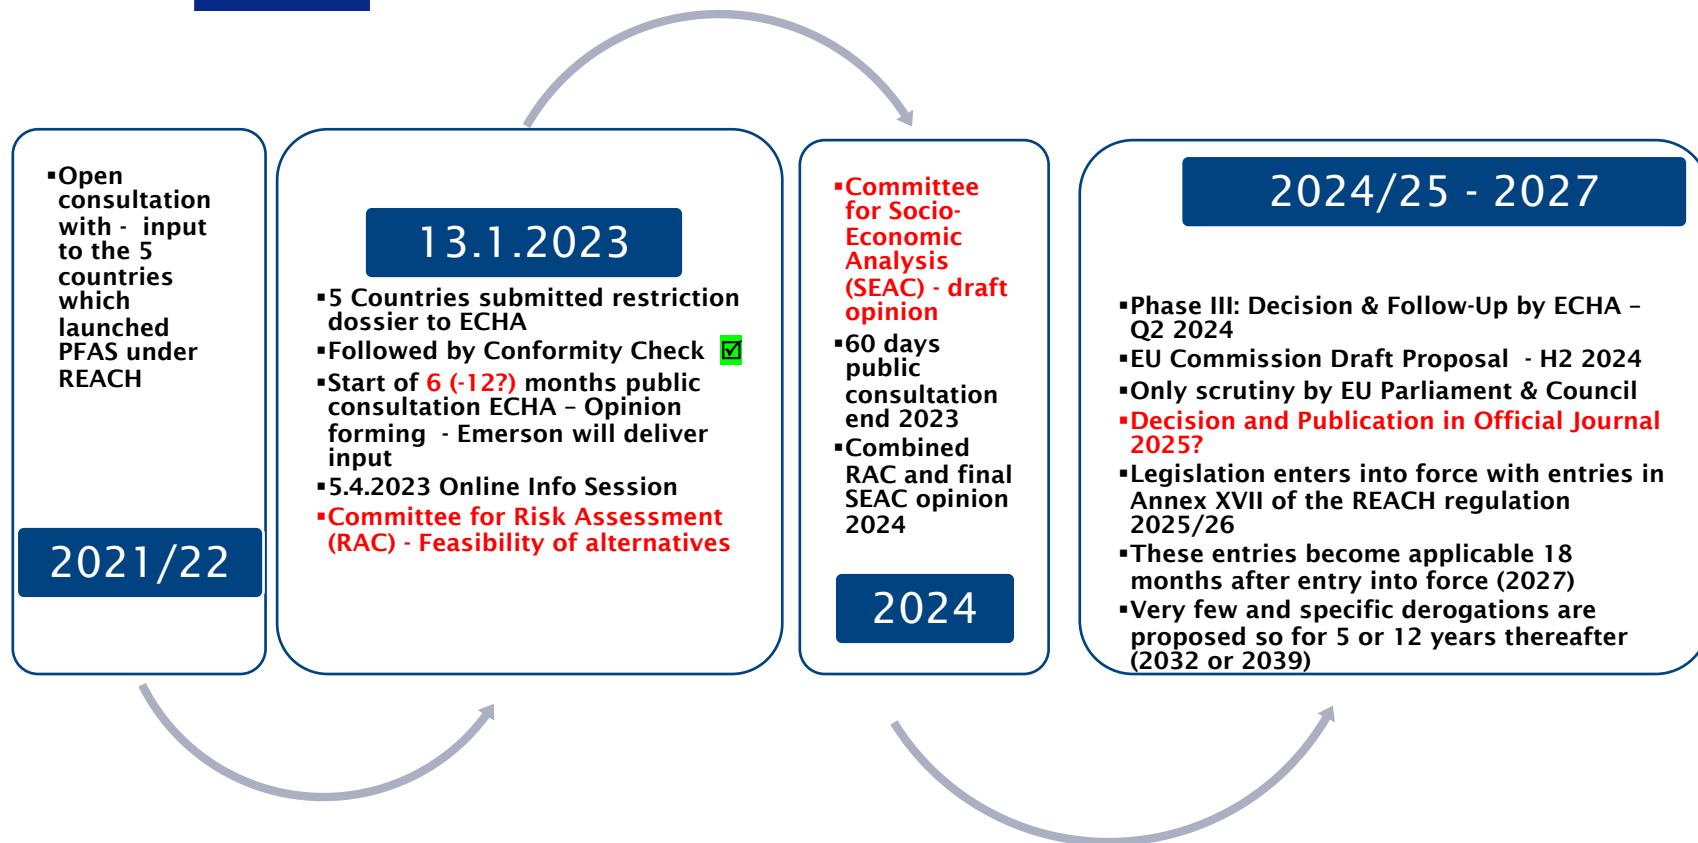 ▪Open
consultation
with - input
to the 5
countries
which
launched
PFAS under
REACH
2021/22
13.1.2023
▪5 Countries submitted restriction
dossier to ECHA
▪Followed by Conformity Check ☑
▪Start of 6 (-12?) months public
consultation ECHA – Opinion
forming - Emerson will deliver
input
▪5.4.2023 Online Info Session
▪Committee for Risk Assessment
(RAC) - Feasibility of alternatives
▪Committee
for Socio-
Economic
Analysis
(SEAC) - draft
opinion
▪60 days
public
consultation
end 2023
▪Combined
RAC and final
SEAC opinion
2024
2024
2024/25 - 2027
▪Phase III: Decision & Follow-Up by ECHA –
Q2 2024
▪EU Commission Draft Proposal - H2 2024
▪Only scrutiny by EU Parliament & Council
▪Decision and Publication in Official Journal
2025?
▪Legislation enters into force with entries in
Annex XVII of the REACH regulation
2025/26
▪These entries become applicable 18
months after entry into force (2027)
▪Very few and specific derogations are
proposed so for 5 or 12 years thereafter
(2032 or 2039)